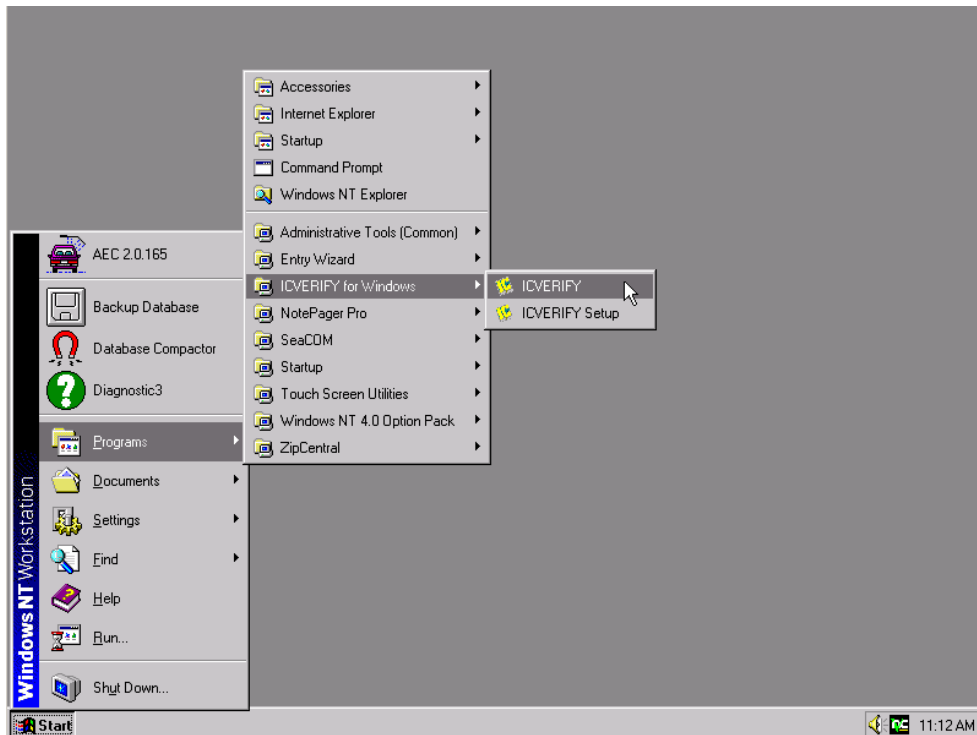 Accessories
Internet Explorer
Startup
Command Prompt
Windows NT Explorer
Administrative Tools (Common)
Entry Wizard
ICVERIFY for Windows
NotePager Pro
SeaCOM
Startup
Touch Screen Utilities
Windows NT 4.0 Option Pack
ZipCentral
ICVERIFY
ICVERIFY Setup
AEC 2.0.165
Backup Database
Database Compactor
Diagnostic3
Programs
Documents
Settings
Find
Help
Run...
Shut Down...
Windows NT Workstation
Start
11:12 AM